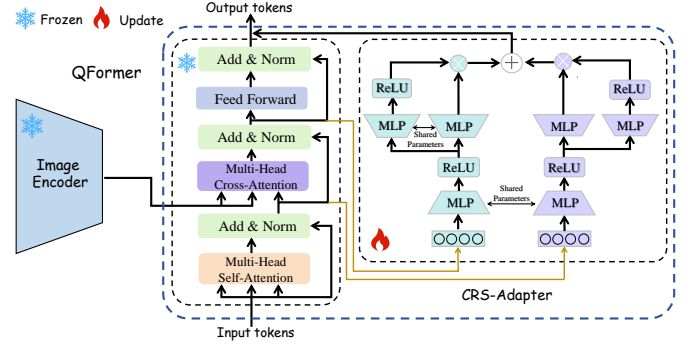 Output tokens
Frozen
Update
QFormer
Add & Norm
Feed Forward
Add & Norm
Multi-Head
Cross-Attention
Add & Norm
Multi-Head
Self-Attention
Input tokens
Image
Encoder
ReLU
ReLU
MLP
Shared
Parameters
MLP
MLP
MLP
ReLU
ReLU
MLP
Shared
Parameters
MLP
CRS-Adapter